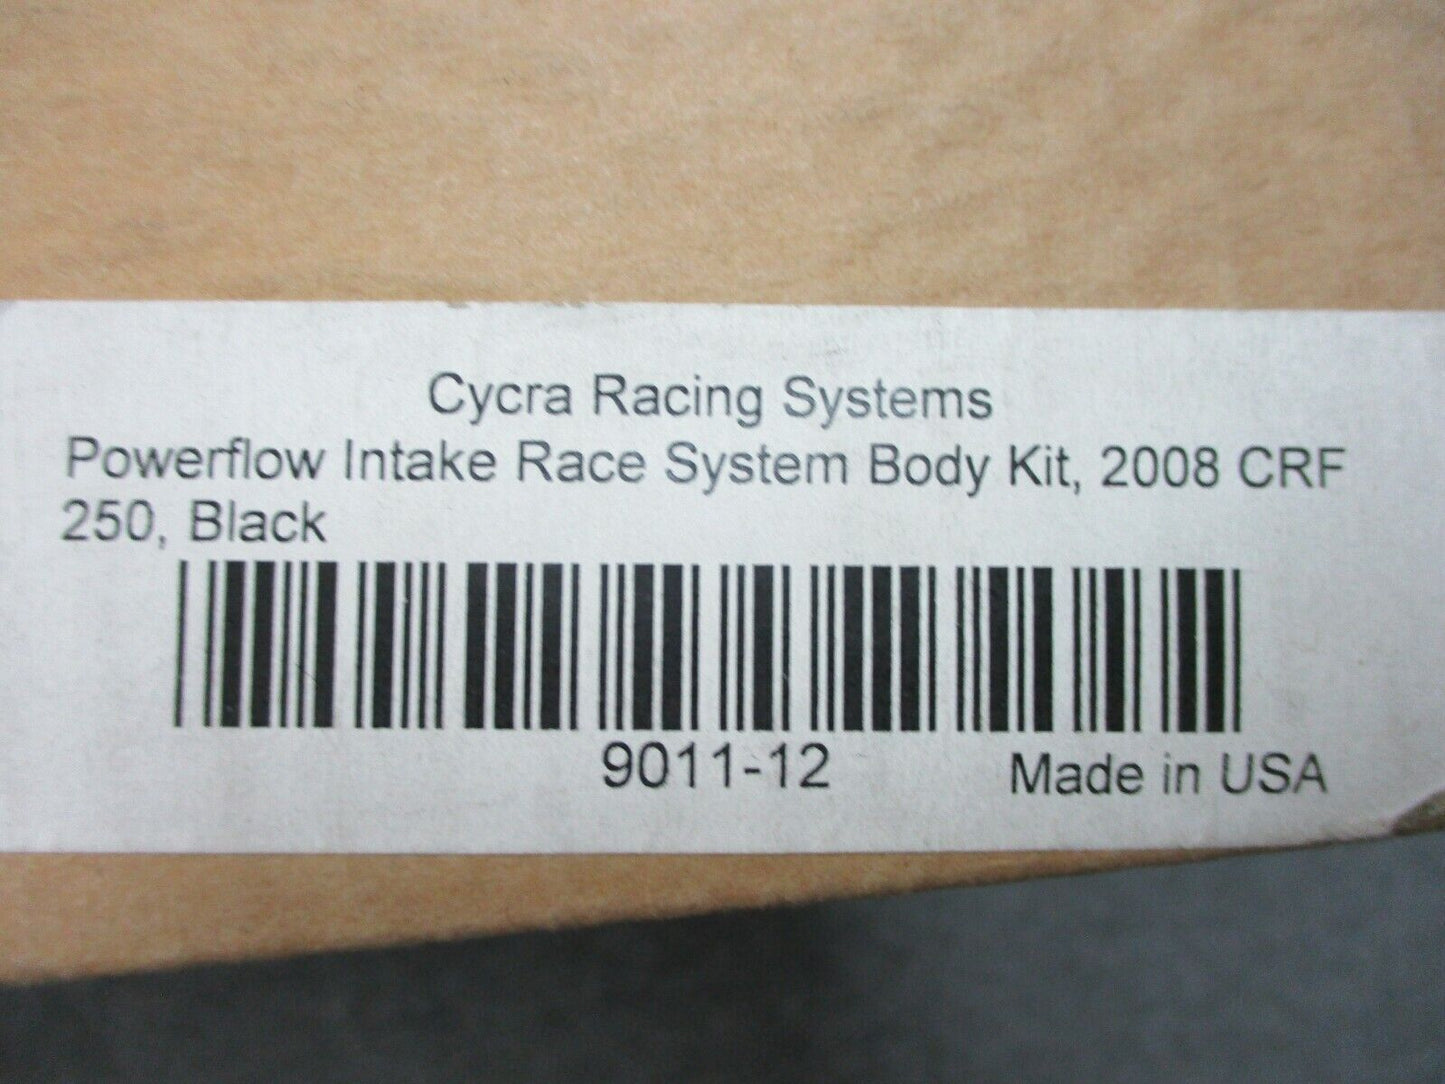 Cycra Racing Systems
Powerflow Intake Race System Body Kit, 2008 CRF
250, Black
9011-12
Made in USA